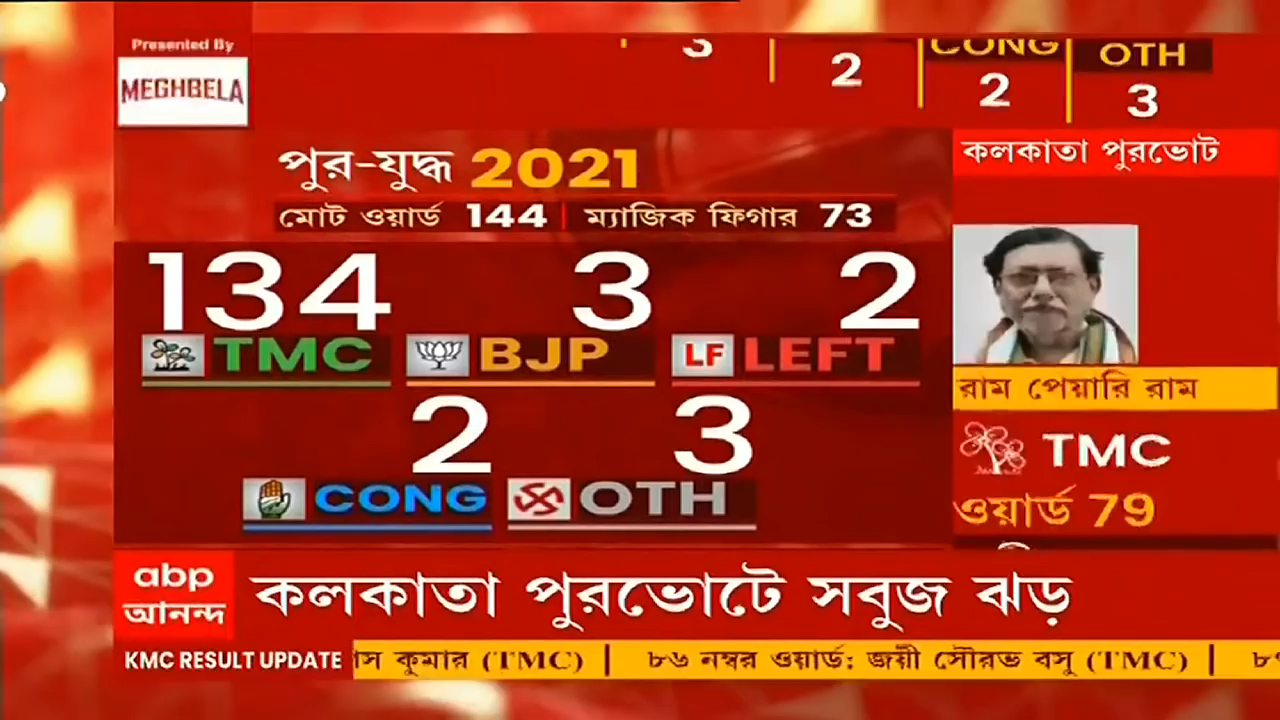 Presented By
MEGHBELA
3
2
CONG
2
OTH
3
পুর-যুদ্ধ 2021
মোট ওয়ার্ড 144 | ম্যাজিক ফিগার 73
134
TMC
3
BJP
2
LF LEFT
2
CONG
3
OTH
কলকাতা পুরভোট
রাম পেয়ারি রাম
TMC
ওয়ার্ড 79
abp
আনন্দ
কলকাতা পুরভোটে সবুজ ঝড়
KMC RESULT UPDATE
কুমার (TMC) | ৮৬ নম্বর ওয়ার্ড: জয়ী সৌরভ বসু (TMC) |